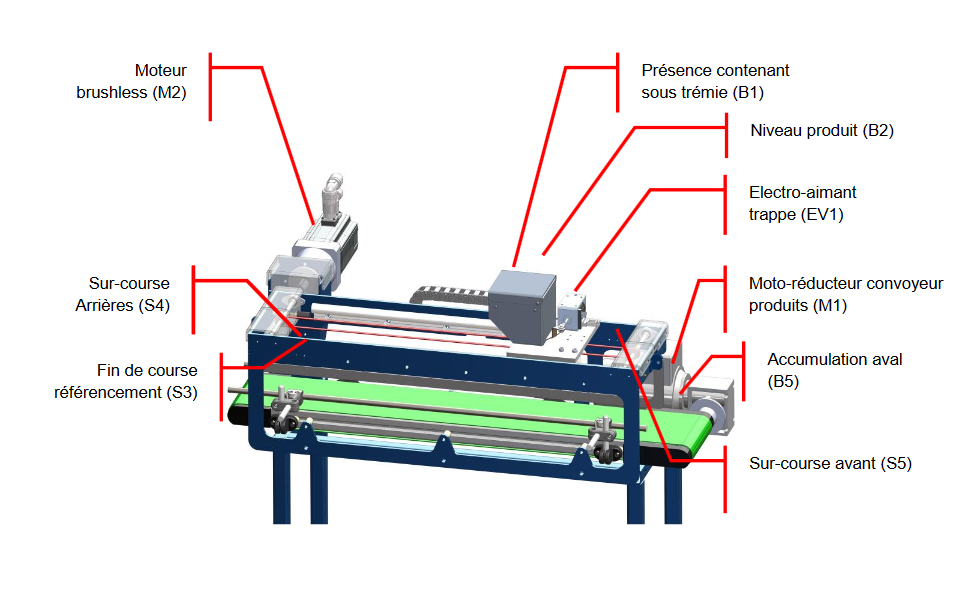 Moteur
brushless (M2)
Présence contenant
sous trémie (B1)
Niveau produit (B2)
Electro-aimant
trappe (EV1)
Sur-course
Arrières (S4)
Moto-réducteur convoyeur
produits (M1)
Fin de course
référencement (S3)
Accumulation aval
(B5)
Sur-course avant (S5)